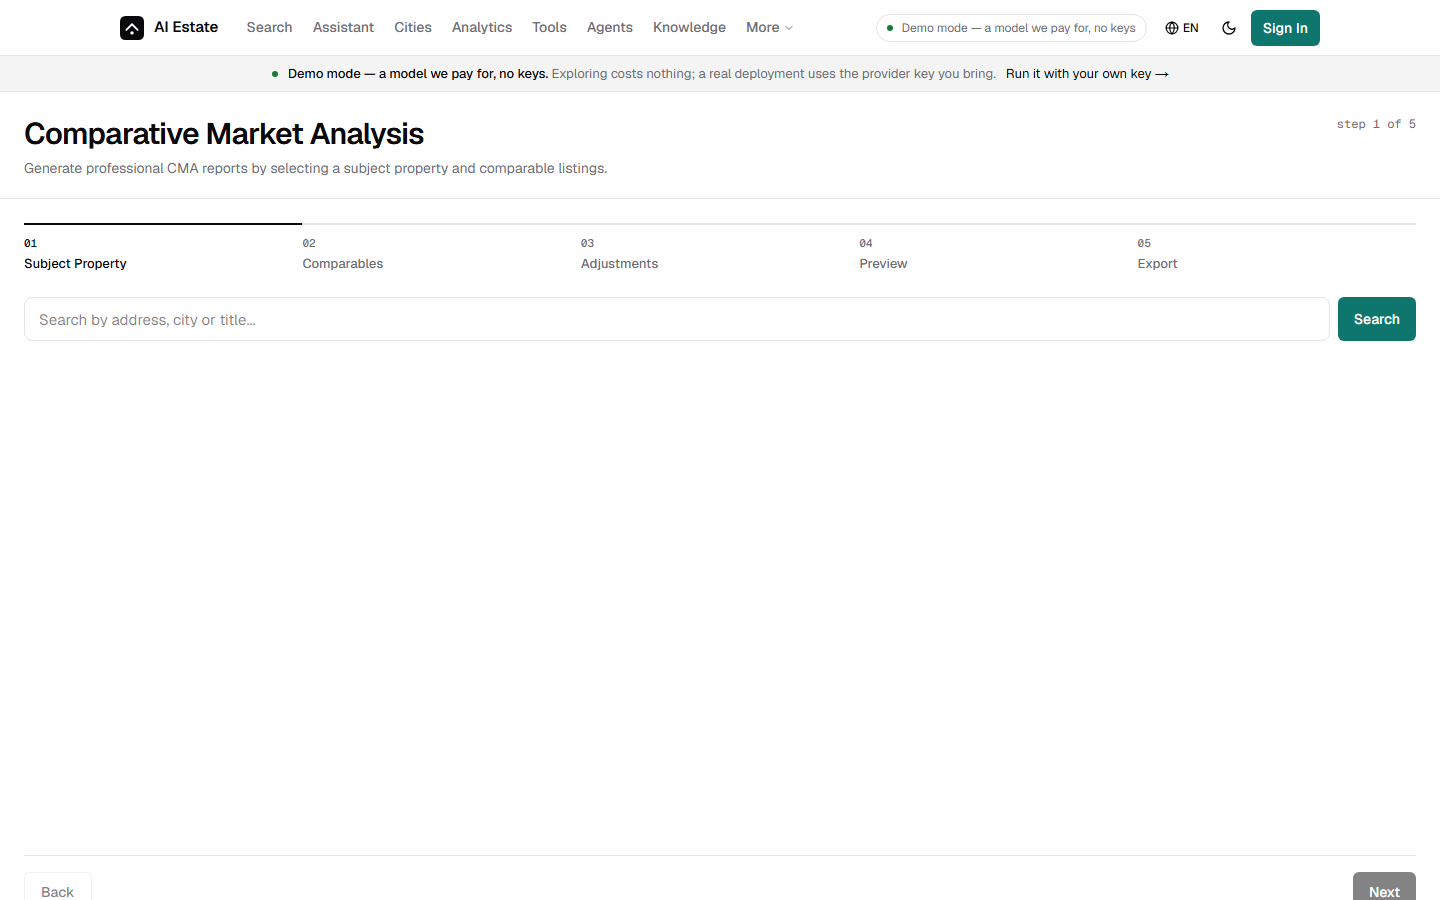 AI Estate Search Assistant Cities Analytics Tools Agents Knowledge More Demo mode — a model we pay for, no keys EN Sign In
Demo mode — a model we pay for, no keys. Exploring costs nothing; a real deployment uses the provider key you bring. Run it with your own key →
Comparative Market Analysis
step 1 of 5
Generate professional CMA reports by selecting a subject property and comparable listings.
01 02 03 04 05
Subject Property Comparables Adjustments Preview Export
Search by address, city or title... Search
Back Next